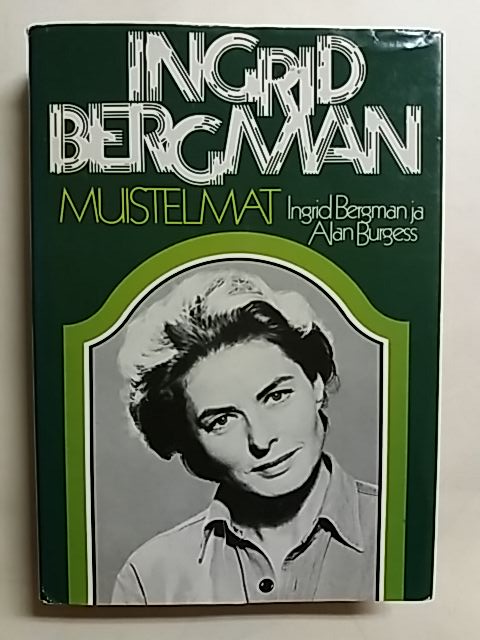 INGRID
BERGMAN
MUISTELMAT
Ingrid Bergman ja
Alan Burgess